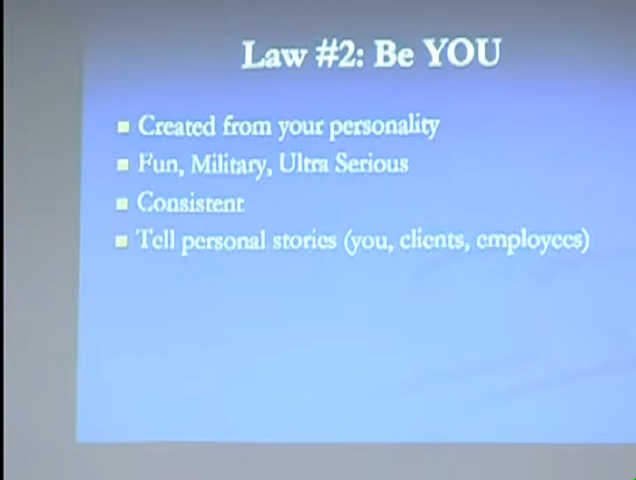 Law #2: Be YOU
Created from your personality
Fun, Military, Ultra Serious
Consistent
Tell personal stories (you, clients, employees)